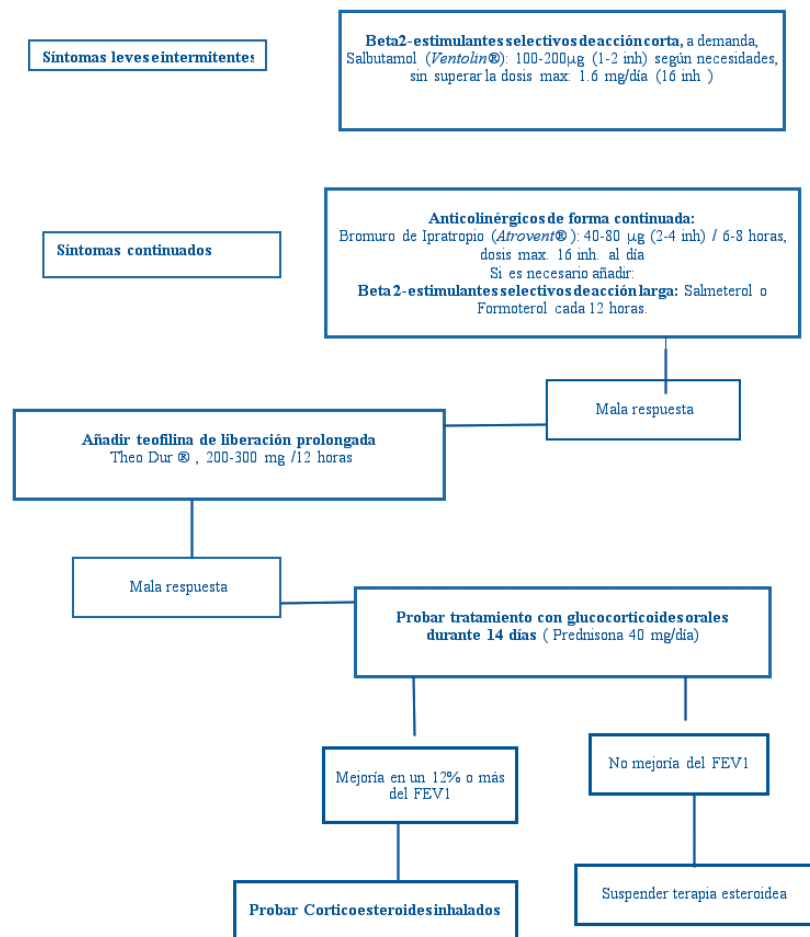 Síntomas leves e intermitentes
Beta2-estimulantes selectivos de acción corta, a demanda,
Salbutamol (Ventolin®): 100-200µg (1-2 inh) según necesidades,
sin superar la dosis max: 1.6 mg/día (16 inh )
Síntomas continuados
Anticolinérgicos de forma continuada:
Bromuro de Ipratropio (Atrovent® ): 40-80 µg (2-4 inh) / 6-8 horas,
dosis max. 16 inh. al día
Si es necesario añadir:
Beta 2- estimulantes selectivos de acción larga: Salmeterol o
Formoterol cada 12 horas.
Mala respuesta
Añadir teofilina de liberación prolongada
Theo Dur ® , 200-300 mg /12 horas
Mala respuesta
Probar tratamiento con glucocorticoides orales
durante 14 días ( Prednisona 40 mg/día)
Mejoría en un 12% o más
del FEV1
No mejoría del FEV1
Probar Corticoesteroides inhalados
Suspender terapia esteroidea